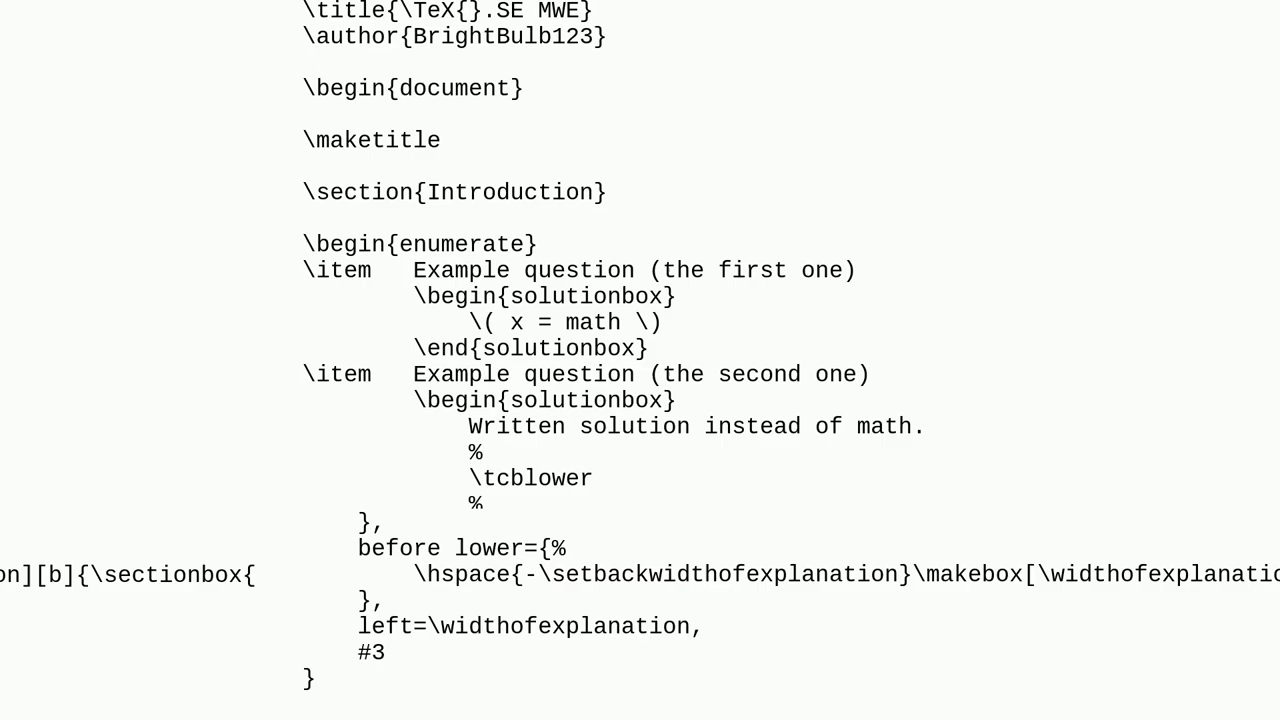 \title{\TeX{}.SE MWE}
\author{BrightBulb123}

\begin{document}

\maketitle

\section{Introduction}

\begin{enumerate}
\item   Example question (the first one)
        \begin{solutionbox}
            \( x = math \)
        \end{solutionbox}
\item   Example question (the second one)
        \begin{solutionbox}
            Written solution instead of math.
            %
            \tcblower
            %
    },
    before lower={%
on][b]{\sectionbox{
        \hspace{-\setbackwidthofexplanation}\makebox[\widthofexplanatio
    },
    left=\widthofexplanation,
    #3
}